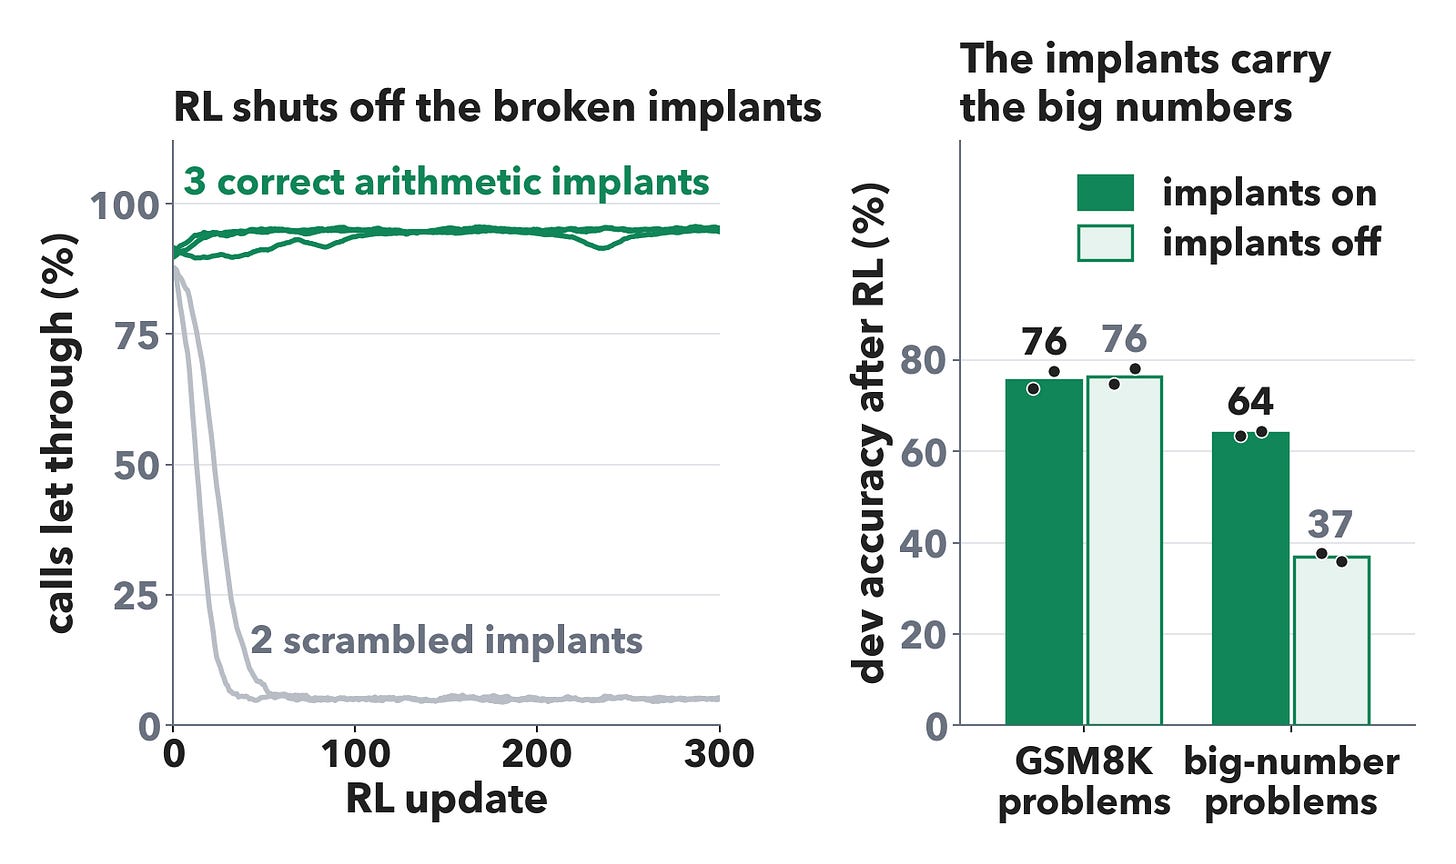 RL shuts off the broken implants
3 correct arithmetic implants
2 scrambled implants
calls let through (%)
100
75
50
25
0
0
100
200
300
RL update
The implants carry
the big numbers
implants on
implants off
dev accuracy after RL (%)
80
60
40
20
0
76
76
64
37
GSM8K
problems
big-number
problems